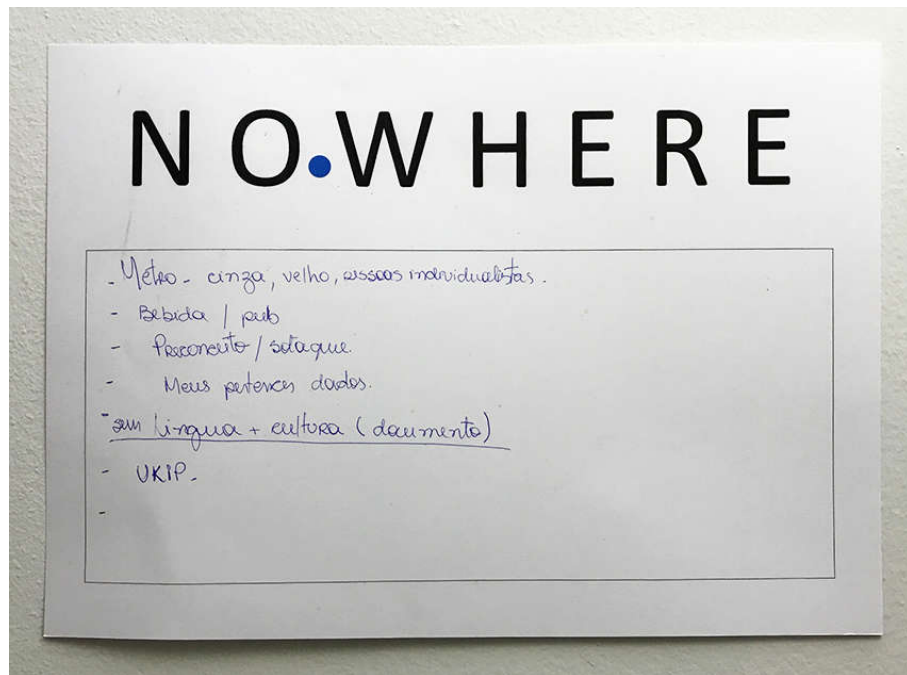 NO.WHERE
- Metro - cinza, velho, pessoas individualistas.
- Bebida / pub
- Preconceito / sotaque.
- Meus pertences dados.
- sem língua + cultura (documento)
- UKIP.
-